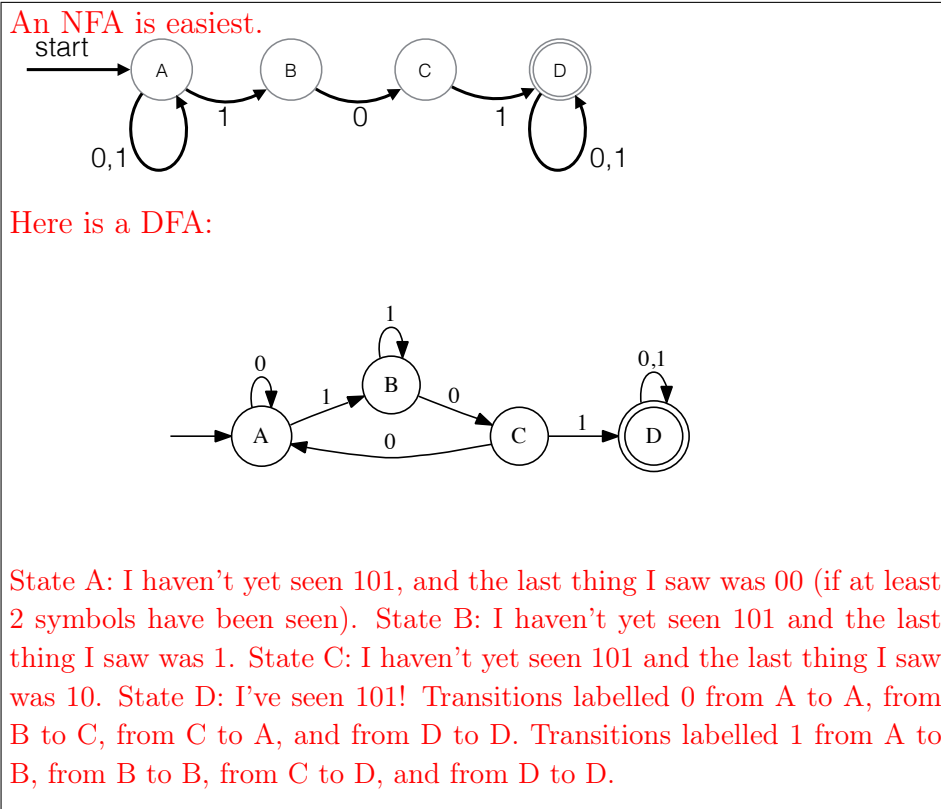 An NFA is easiest.
start
A B C D
1 0 1
0,1 0,1
Here is a DFA:
1
0 B 0,1
1 0
A C 1 D
0
State A: I haven't yet seen 101, and the last thing I saw was 00 (if at least
2 symbols have been seen). State B: I haven't yet seen 101 and the last
thing I saw was 1. State C: I haven't yet seen 101 and the last thing I saw
was 10. State D: I've seen 101! Transitions labelled 0 from A to A, from
B to C, from C to A, and from D to D. Transitions labelled 1 from A to
B, from B to B, from C to D, and from D to D.